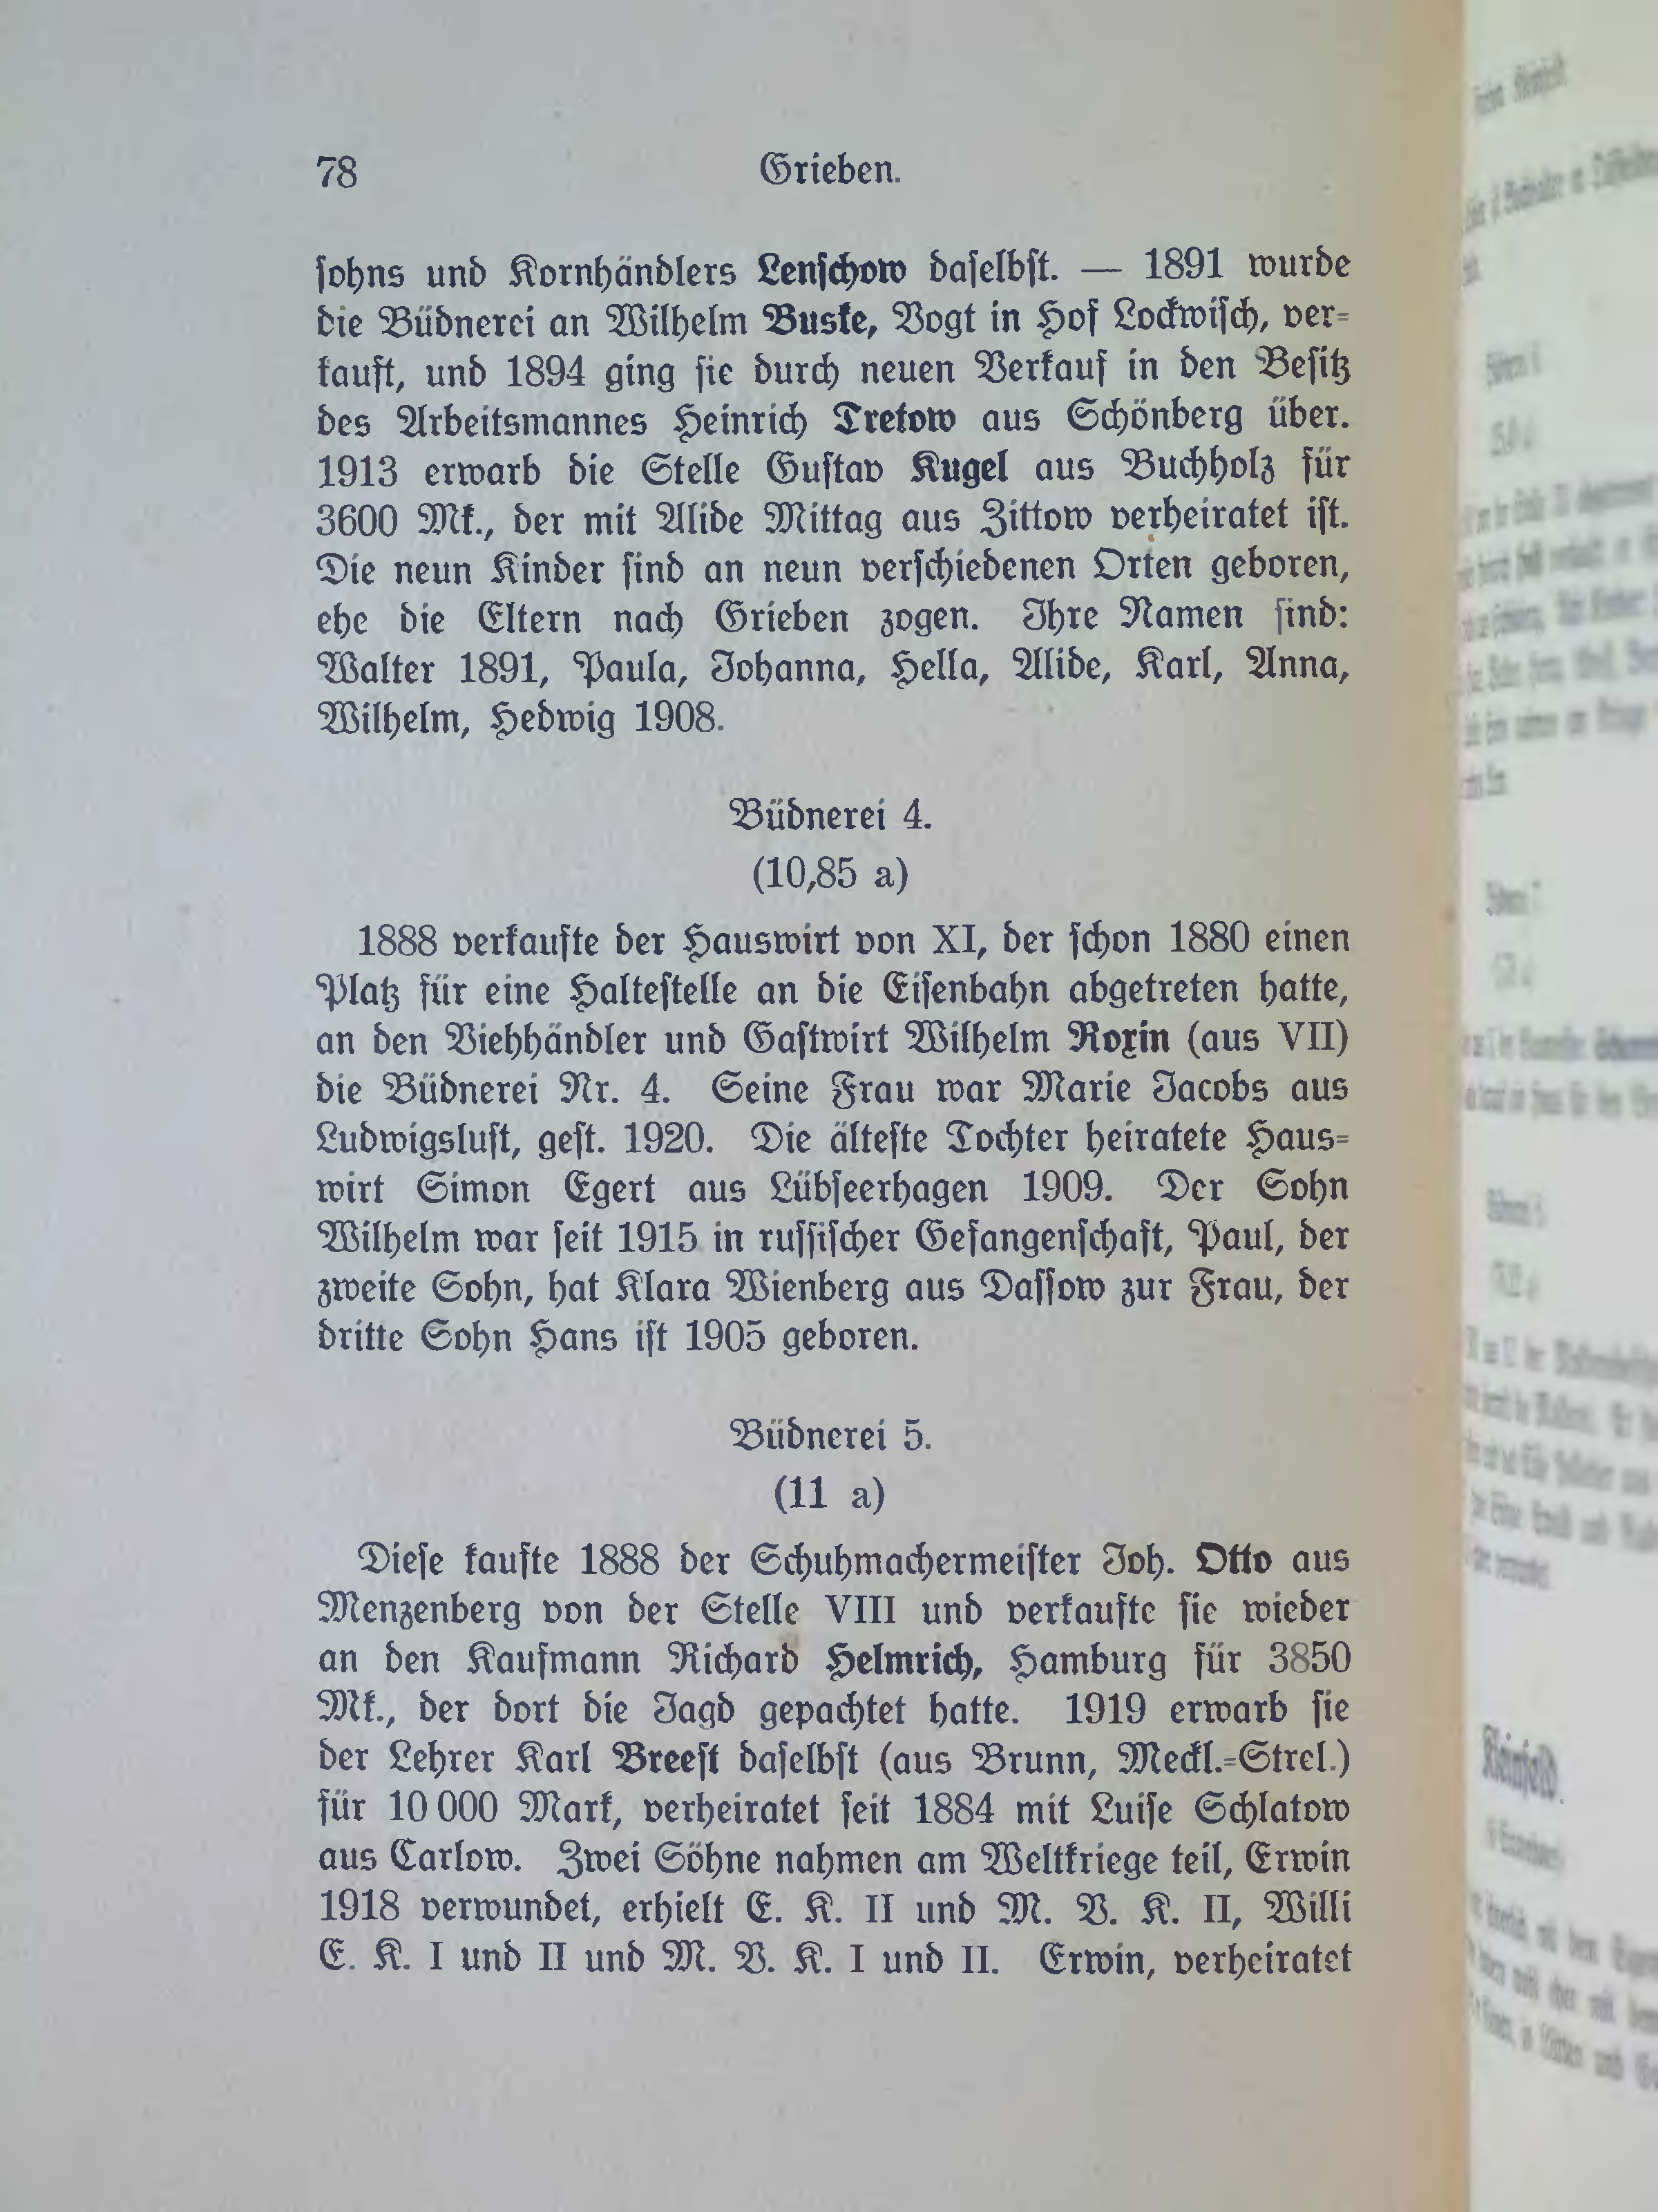 78 Grieben.
ſohns und Kornhändlers Lenſchow daſelbſt. — 1891 wurde
die Büdnerei an Wilhelm Buske, Vogt in Hof Lockwiſch, ver-
kauft, und 1894 ging ſie durch neuen Verkauf in den Beſitz
des Arbeitsmannes Heinrich Tretow aus Schönberg über.
1913 erwarb die Stelle Guſtav Kugel aus Buchholz für
3600 Mk., der mit Alide Mittag aus Zittow verheiratet iſt.
Die neun Kinder ſind an neun verſchiedenen Orten geboren,
ehe die Eltern nach Grieben zogen. Ihre Namen ſind:
Walter 1891, Paula, Johanna, Hella, Alide, Karl, Anna,
Wilhelm, Hedwig 1908.
Büdnerei 4.
(10,85 a)
1888 verkaufte der Hauswirt von XI, der ſchon 1880 einen
Platz für eine Halteſtelle an die Eiſenbahn abgetreten hatte,
an den Viehhändler und Gaſtwirt Wilhelm Roxin (aus VII)
die Büdnerei Nr. 4. Seine Frau war Marie Jacobs aus
Ludwigsluſt, geſt. 1920. Die älteſte Tochter heiratete Haus-
wirt Simon Egert aus Lübſeerhagen 1909. Der Sohn
Wilhelm war ſeit 1915 in ruſſiſcher Gefangenſchaft, Paul, der
zweite Sohn, hat Klara Wienberg aus Daſſow zur Frau, der
dritte Sohn Hans iſt 1905 geboren.
Büdnerei 5.
(11 a)
Dieſe kaufte 1888 der Schuhmachermeiſter Joh. Otto aus
Menzenberg von der Stelle VIII und verkaufte ſie wieder
an den Kaufmann Richard Helmrich, Hamburg für 3850
Mk., der dort die Jagd gepachtet hatte. 1919 erwarb ſie
der Lehrer Karl Breeſt daſelbſt (aus Brunn, Meckl.-Strel.)
für 10 000 Mark, verheiratet ſeit 1884 mit Luiſe Schlatow
aus Carlow. Zwei Söhne nahmen am Weltkriege teil, Erwin
1918 verwundet, erhielt E. K. II und M. V. K. II, Willi
E. K. I und II und M. V. K. I und II. Erwin, verheiratet
Kleinfeld.